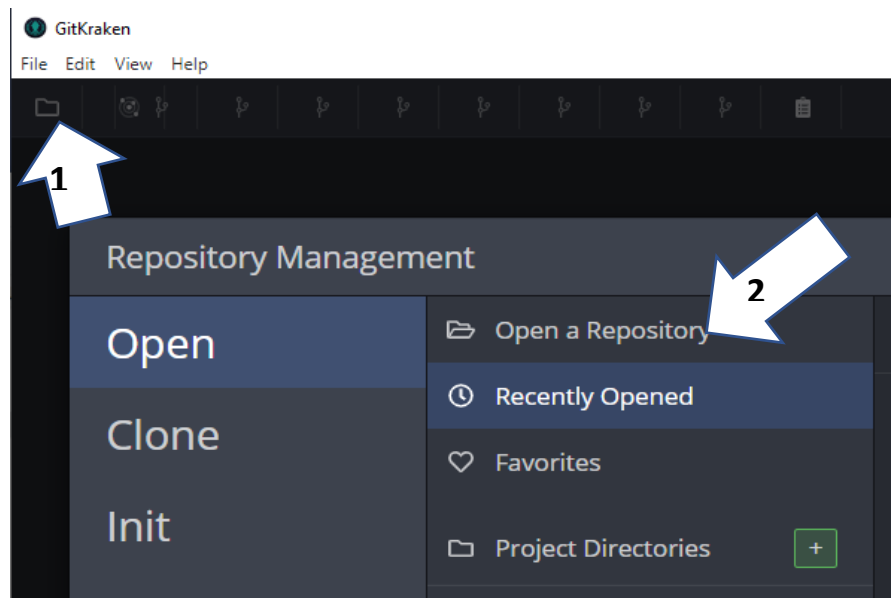 GitKraken
File Edit View Help
1
Repository Management
2
Open
Open a Repository
Recently Opened
Clone
Favorites
Init
Project Directories +